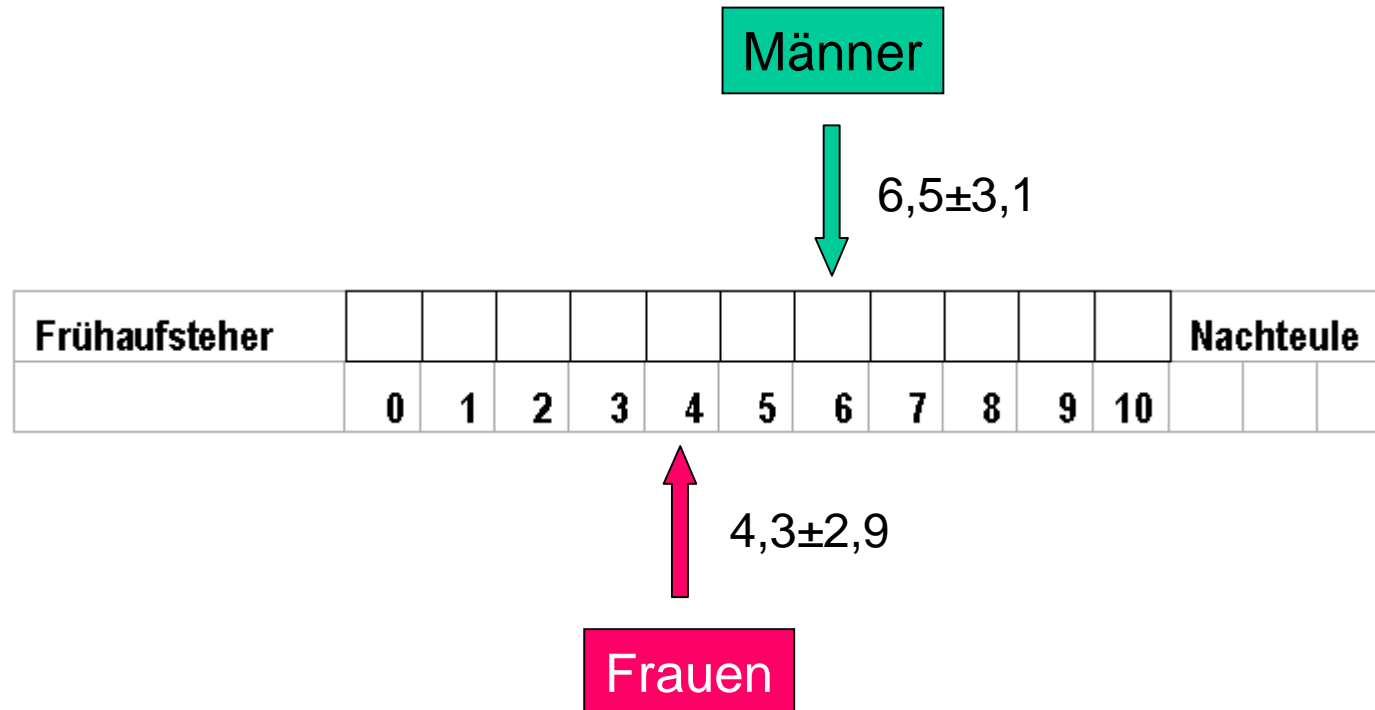 Männer
6,5±3,1
Frühaufsteher Nachteule
0 1 2 3 4 5 6 7 8 9 10
4,3±2,9
Frauen